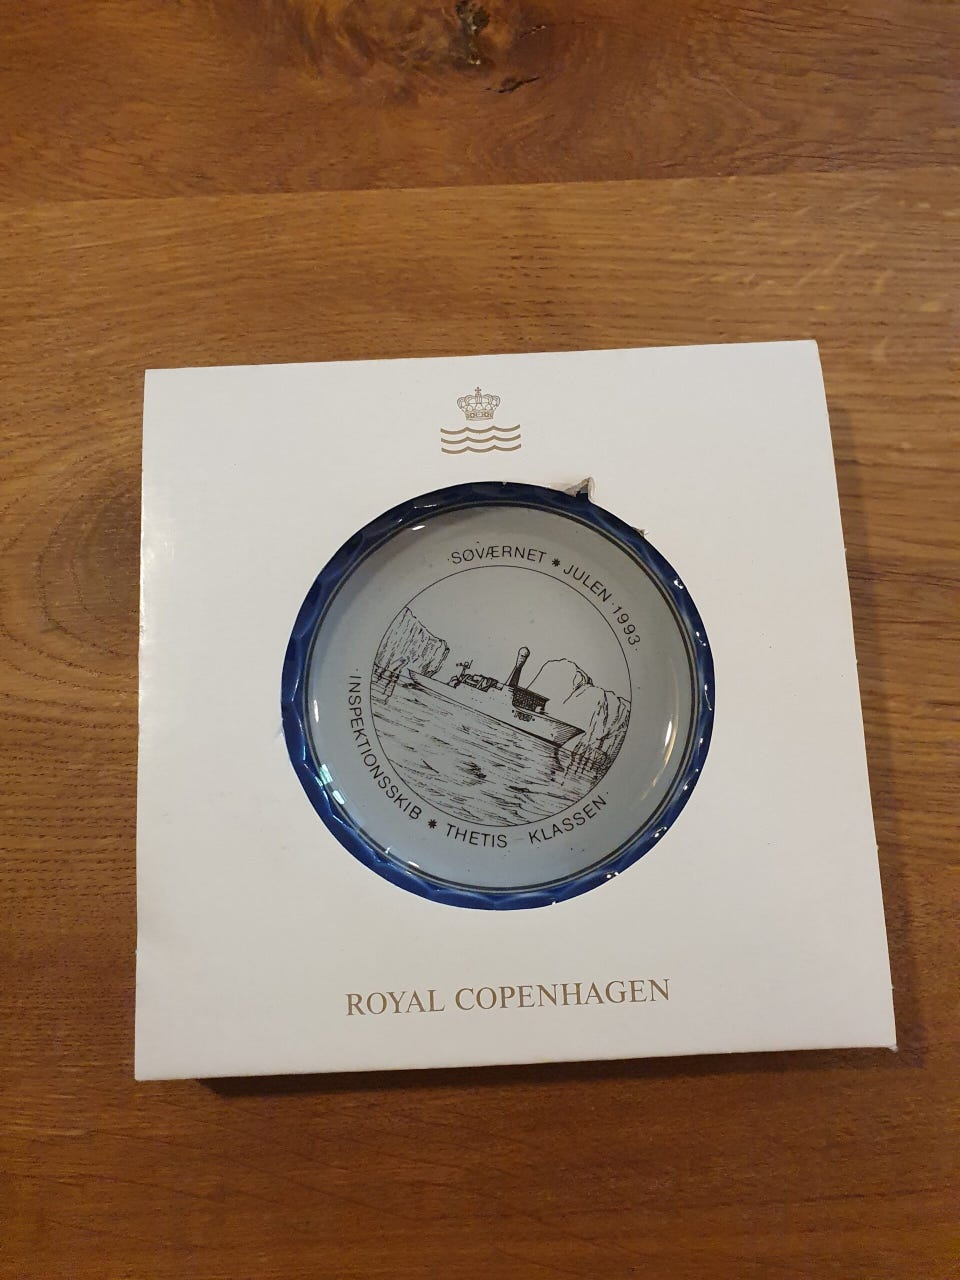 SØVÆRNET * JULEN 1993
INSPEKTIONSSKIB * THETIS - KLASSEN
ROYAL COPENHAGEN